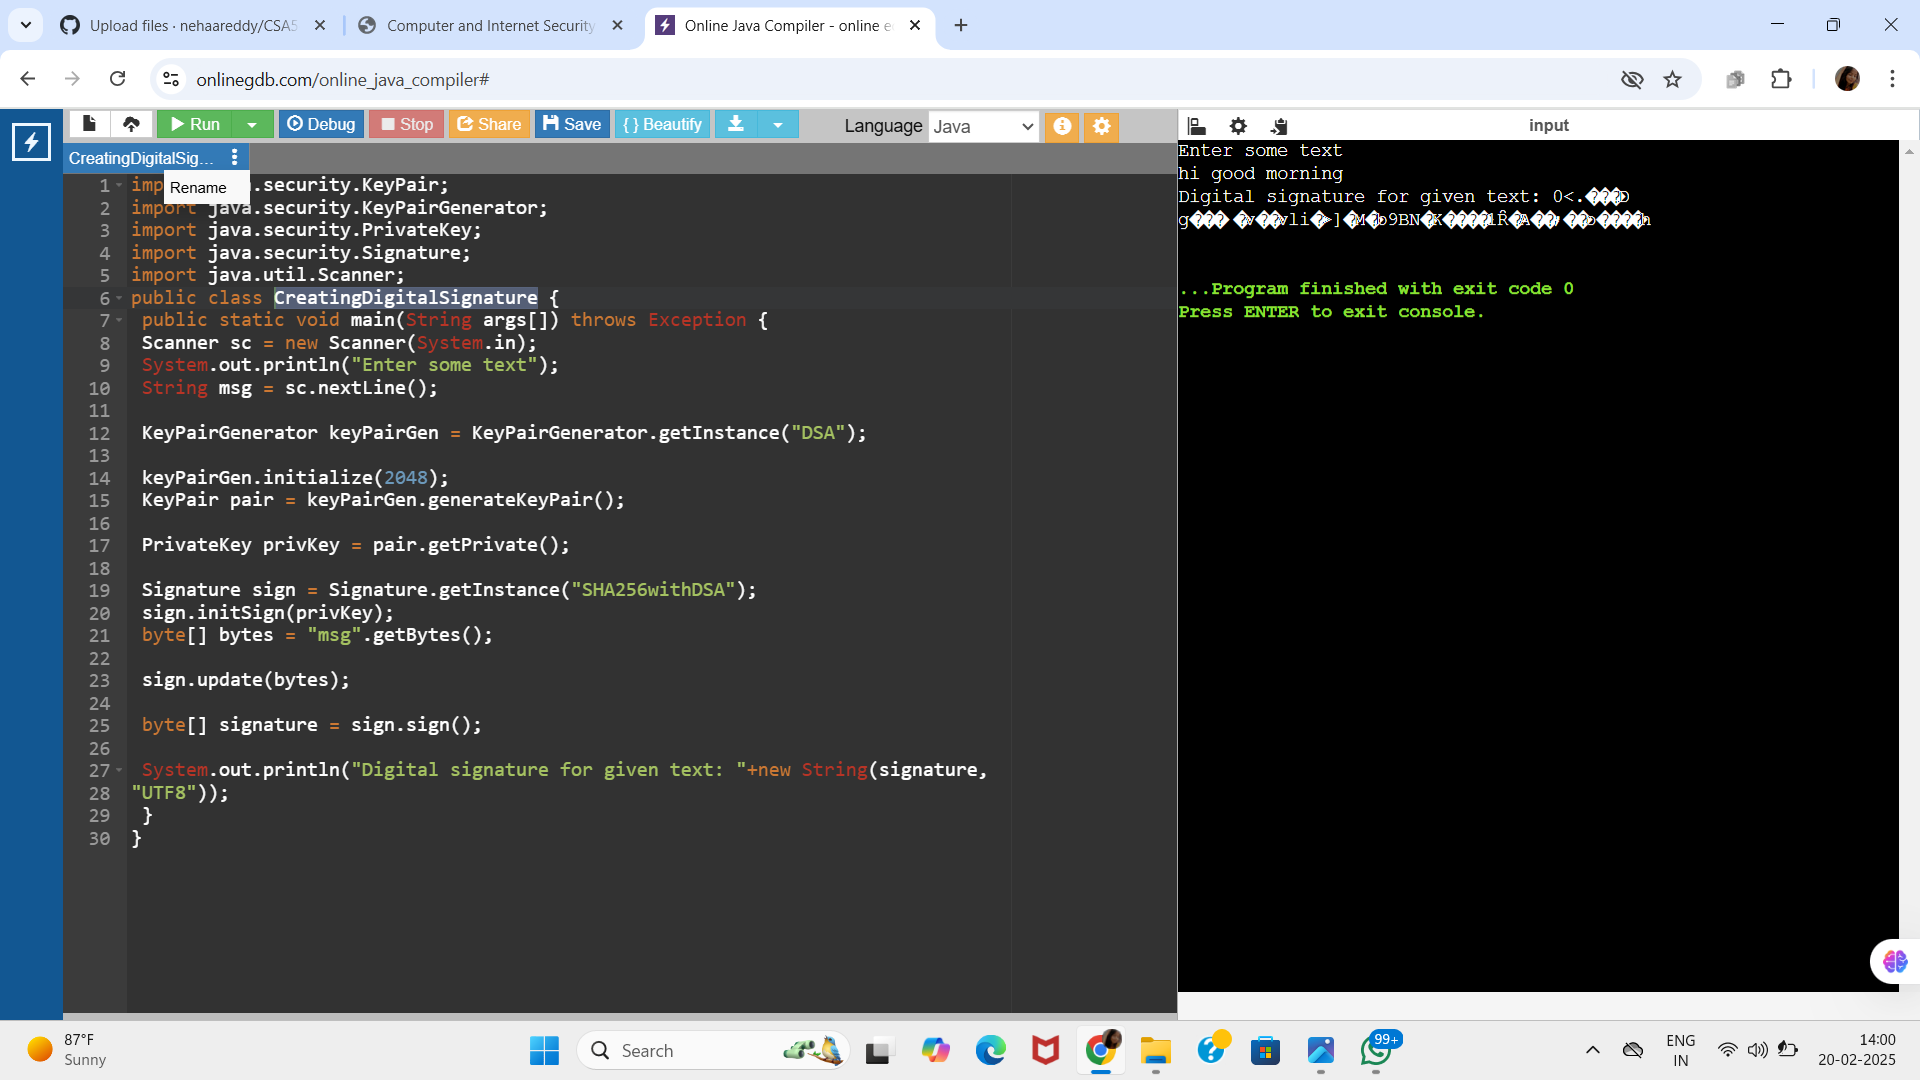 Upload files · nehaareddy/CSA5
Computer and Internet Security
Online Java Compiler - online e
onlinegdb.com/online_java_compiler#
Run
Debug
Stop
Share
Save
{ } Beautify
Language
Java
input
CreatingDigitalSig...
Rename
1 imp
.security.KeyPair;
2 import java.security.KeyPairGenerator;
3 import java.security.PrivateKey;
4 import java.security.Signature;
5 import java.util.Scanner;
6 public class CreatingDigitalSignature {
7 public static void main(String args[]) throws Exception {
8 Scanner sc = new Scanner(System.in);
9 System.out.println("Enter some text");
10 String msg = sc.nextLine();
11
12 KeyPairGenerator keyPairGen = KeyPairGenerator.getInstance("DSA");
13
14 keyPairGen.initialize(2048);
15 KeyPair pair = keyPairGen.generateKeyPair();
16
17 PrivateKey privKey = pair.getPrivate();
18
19 Signature sign = Signature.getInstance("SHA256withDSA");
20 sign.initSign(privKey);
21 byte[] bytes = "msg".getBytes();
22
23 sign.update(bytes);
24
25 byte[] signature = sign.sign();
26
27 System.out.println("Digital signature for given text: "+new String(signature,
28 "UTF8"));
29 }
30 }
Enter some text
hi good morning
Digital signature for given text: 0<.
...Program finished with exit code 0
Press ENTER to exit console.
87°F
Sunny
Search
99+
ENG
IN
14:00
20-02-2025